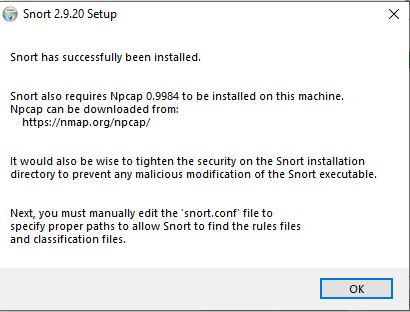 Snort 2.9.20 Setup
Snort has successfully been installed.
Snort also requires Npcap 0.9984 to be installed on this machine.
Npcap can be downloaded from:
https://nmap.org/npcap/
It would also be wise to tighten the security on the Snort installation
directory to prevent any malicious modification of the Snort executable.
Next, you must manually edit the 'snort.conf' file to
specify proper paths to allow Snort to find the rules files
and classification files.
OK